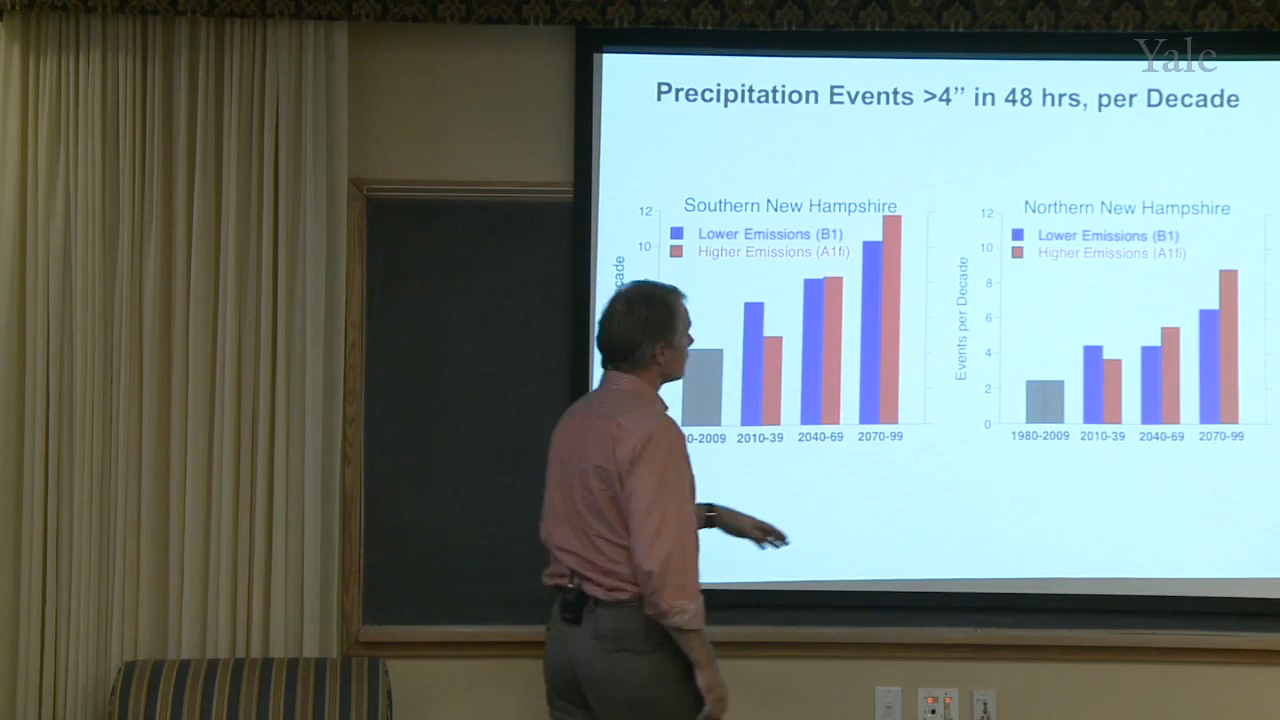 Yale
Precipitation Events >4” in 48 hrs, per Decade
Southern New Hampshire
Lower Emissions (B1)
Higher Emissions (A1fi)
12
10
2010-39
2040-69
2070-99
Northern New Hampshire
Lower Emissions (B1)
Higher Emissions (A1fi)
Events per Decade
12
10
8
6
4
2
0
1980-2009
2010-39
2040-69
2070-99